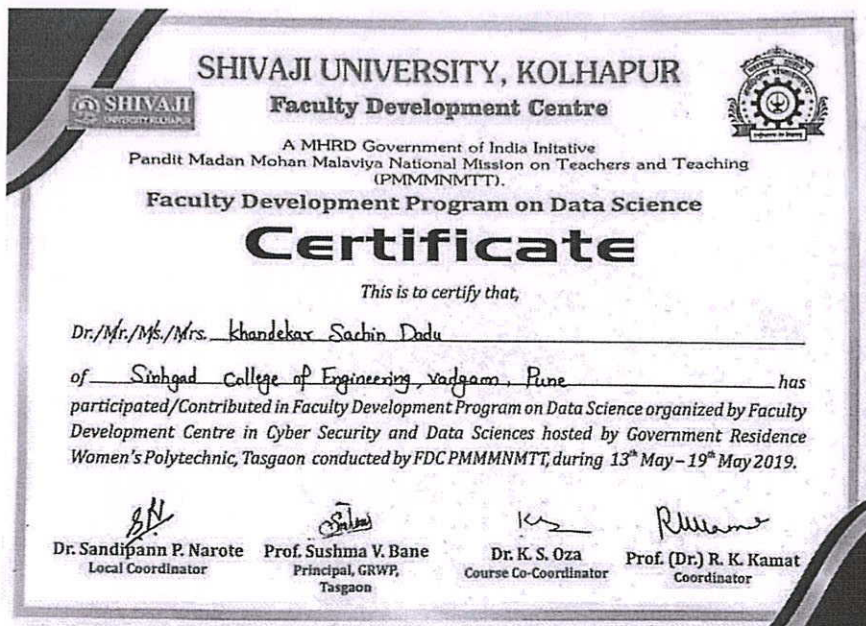 SHIVAJI UNIVERSITY, KOLHAPUR
SHIVAJI
UNIVERSITY KOLHAPUR
Faculty Development Centre
A MHRD Government of India Initative
Pandit Madan Mohan Malaviya National Mission on Teachers and Teaching
(PMMMNMTT).
Faculty Development Program on Data Science
Certificate
This is to certify that,
Dr./Mr./Ms./Mrs. Khandekar Sachin Dadu
of Sinhgad College of Engineering, Vadgaon, Pune has
participated/Contributed in Faculty Development Program on Data Science organized by Faculty
Development Centre in Cyber Security and Data Sciences hosted by Government Residence
Women's Polytechnic, Tasgaon conducted by FDC PMMMNMTT, during 13th May – 19th May 2019.
Dr. Sandipann P. Narote
Local Coordinator
Prof. Sushma V. Bane
Principal, GRWP,
Tasgaon
Dr. K. S. Oza
Course Co-Coordinator
Prof. (Dr.) R. K. Kamat
Coordinator